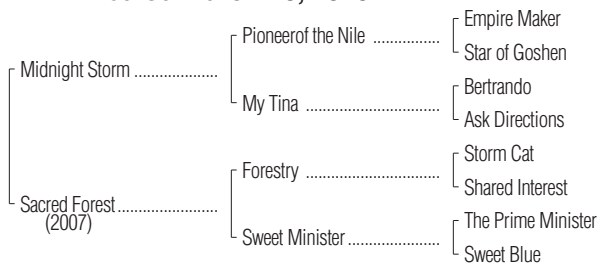 Empire Maker
Pioneerof the Nile ................
Star of Goshen
Midnight Storm ....................
Bertrando
My Tina ................................
Ask Directions
Storm Cat
Forestry ................................
Shared Interest
Sacred Forest........................
(2007)
The Prime Minister
Sweet Minister......................
Sweet Blue